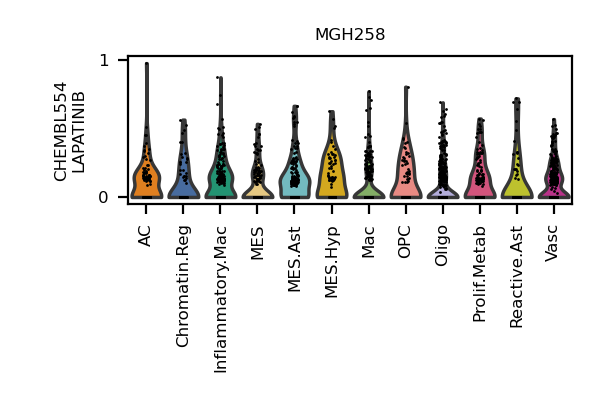 MGH258
CHEMBL554
LAPATINIB
1
0
AC
Chromatin.Reg
Inflammatory.Mac
MES
MES.Ast
MES.Hyp
Mac
OPC
Oligo
Prolif.Metab
Reactive.Ast
Vasc